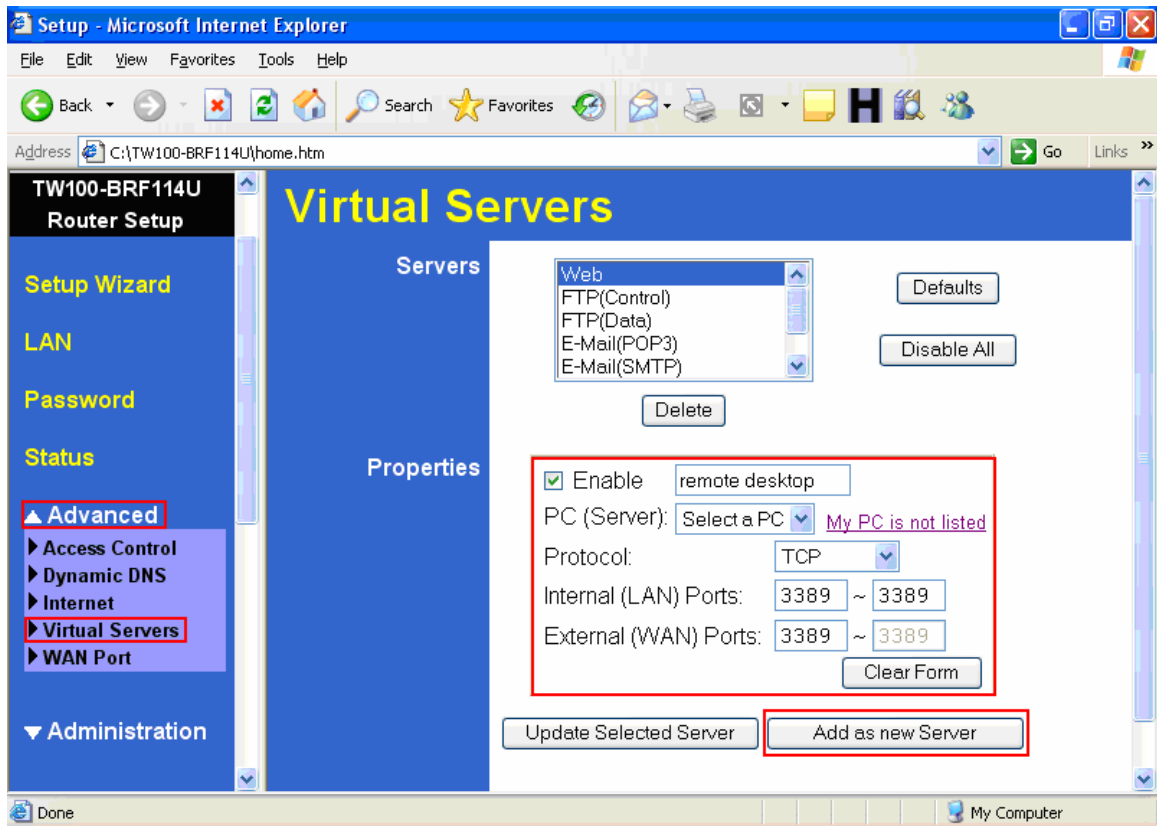 Setup - Microsoft Internet Explorer
File Edit View Favorites Tools Help
Back Search Favorites
Address C:\TW100-BRF114U\home.htm Go Links »
TW100-BRF114U
Router Setup
Setup Wizard
LAN
Password
Status
Advanced
Access Control
Dynamic DNS
Internet
Virtual Servers
WAN Port
Administration
Virtual Servers
Servers
Web
FTP(Control)
FTP(Data)
E-Mail(POP3)
E-Mail(SMTP)
Defaults
Disable All
Delete
Properties
Enable remote desktop
PC (Server): Select a PC My PC is not listed
Protocol: TCP
Internal (LAN) Ports: 3389 ~ 3389
External (WAN) Ports: 3389 ~ 3389
Clear Form
Update Selected Server Add as new Server
Done My Computer